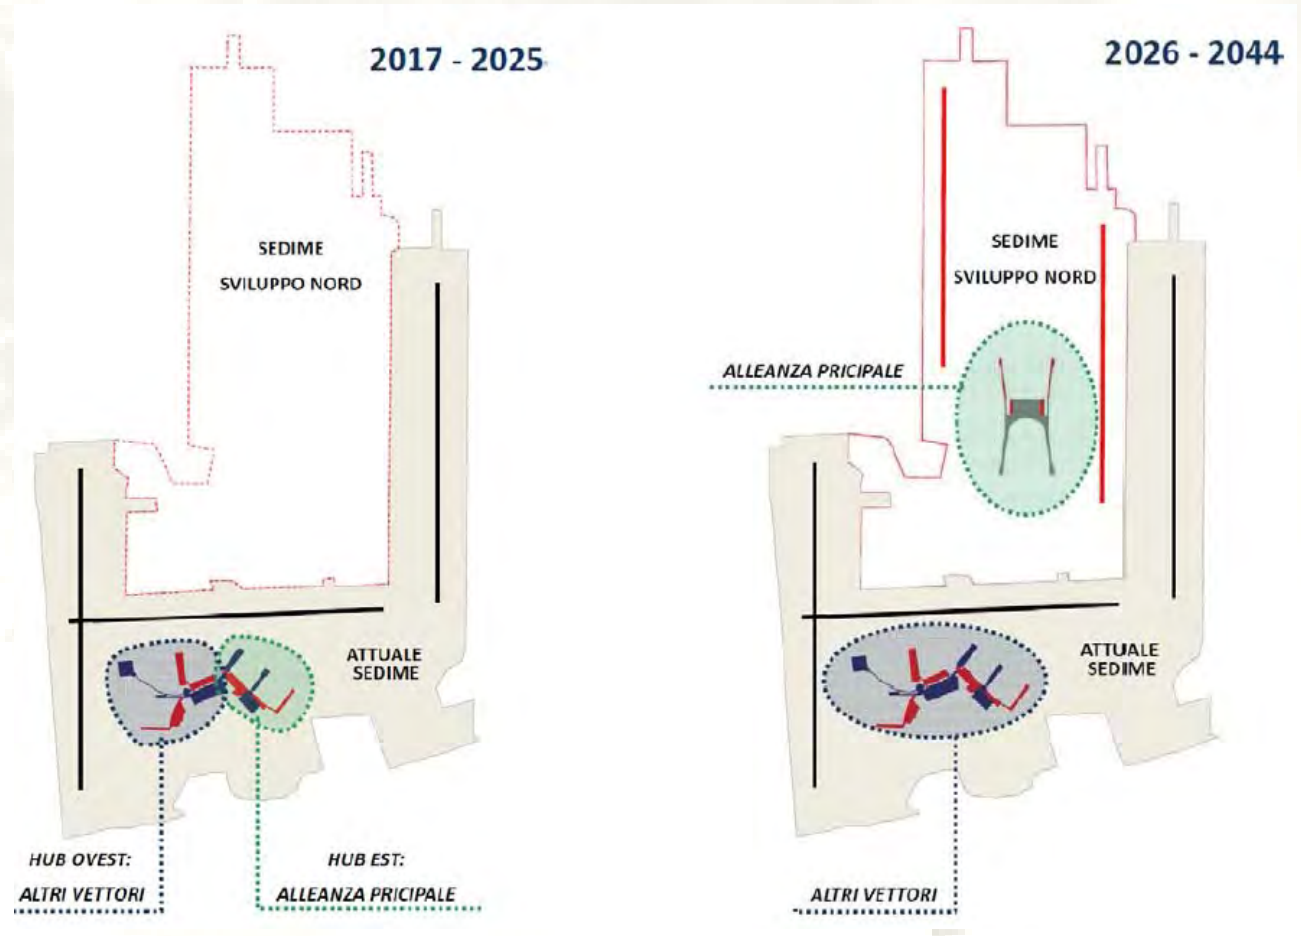 2017 - 2025
SEDIME
SVILUPPO NORD
ATTUALE
SEDIME
HUB OVEST:
ALTRI VETTORI
HUB EST:
ALLEANZA PRICIPALE
2026 - 2044
SEDIME
SVILUPPO NORD
ALLEANZA PRICIPALE
ATTUALE
SEDIME
ALTRI VETTORI